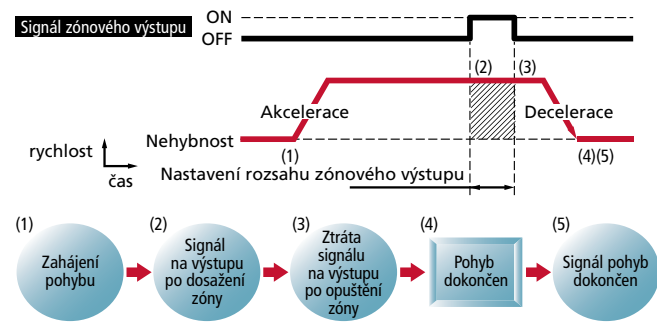 Signál zónového výstupu
ON
OFF
(2)
(3)
Akcelerace
Decelerace
Nehybnost
(1)
(4)(5)
rychlost
čas
Nastavení rozsahu zónového výstupu
(1)
Zahájení
pohybu
(2)
Signál
na výstupu
po dosažení
zóny
(3)
Ztráta
signálu
na výstupu
po opuštění
zóny
(4)
Pohyb
dokončen
(5)
Signál pohyb
dokončen